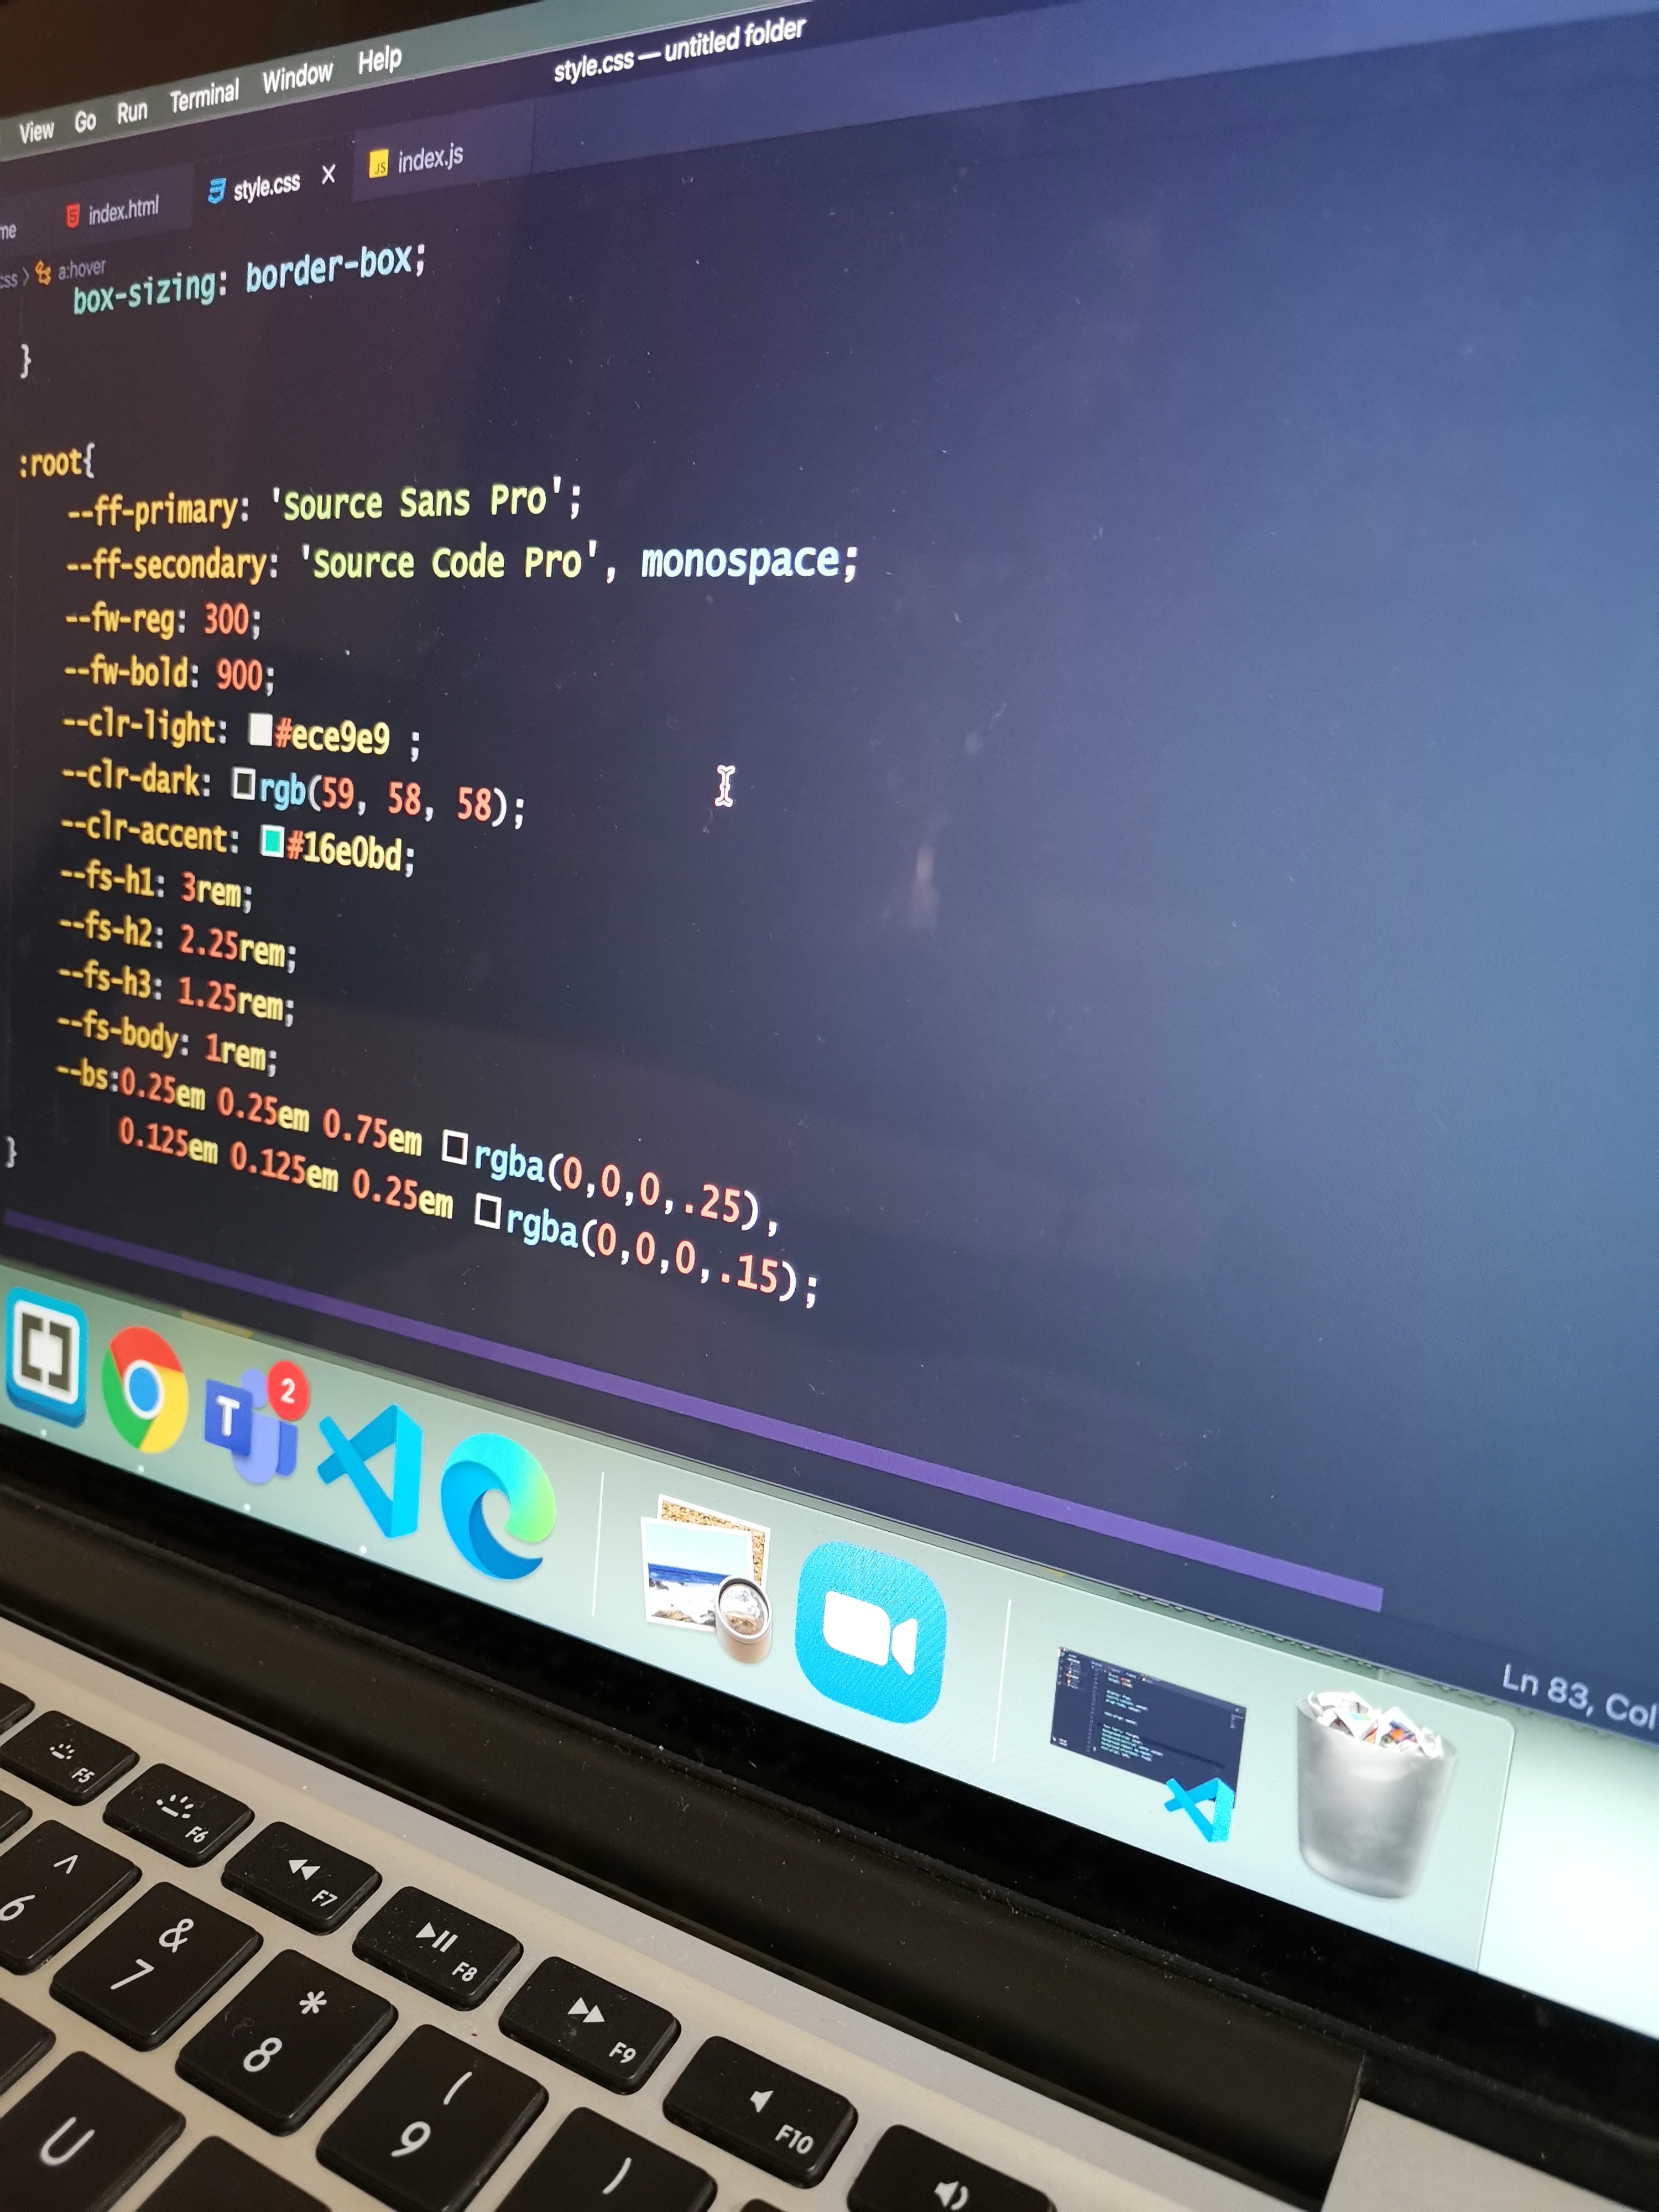 View Go Run Terminal Window Help
style.css — untitled folder
index.html
style.css
index.js
a:hover
box-sizing: border-box;
}
:root{
--ff-primary: 'Source Sans Pro';
--ff-secondary: 'Source Code Pro', monospace;
--fw-reg: 300;
--fw-bold: 900;
--clr-light: #ece9e9 ;
--clr-dark: rgb(59, 58, 58);
--clr-accent: #16e0bd;
--fs-h1: 3rem;
--fs-h2: 2.25rem;
--fs-h3: 1.25rem;
--fs-body: 1rem;
--bs:0.25em 0.25em 0.75em rgba(0,0,0,.25),
0.125em 0.125em 0.25em rgba(0,0,0,.15);
}
T 2
Ln 83, Col
F5
F6
F7
F8
F9
F10
^ 6
& 7
* 8
( 9
)
U